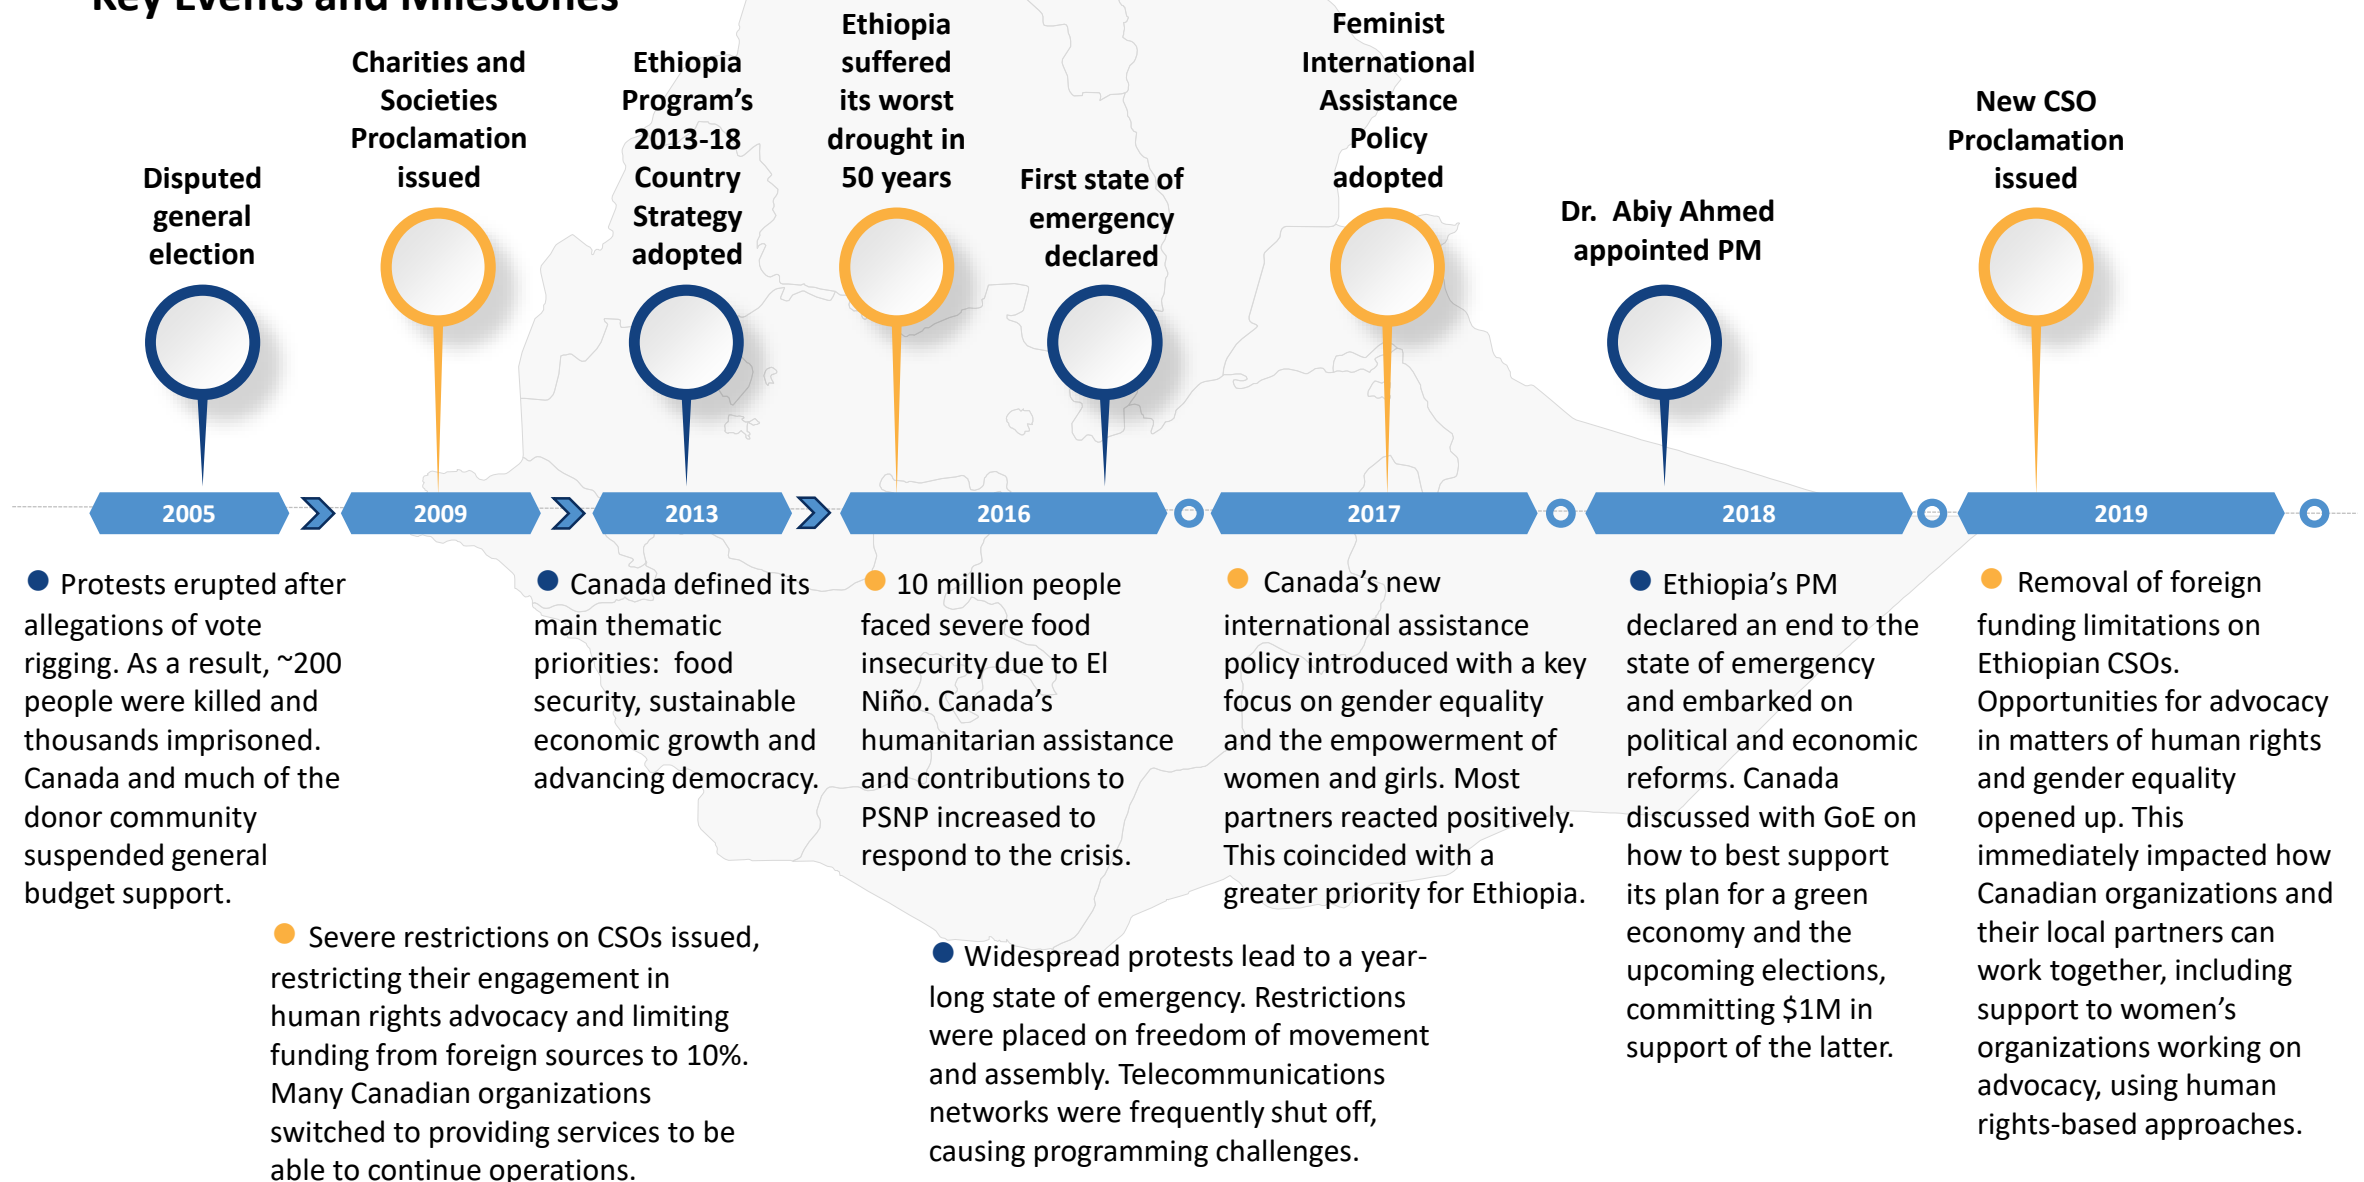 Key Events and Milestones
Disputed
general
election
Charities and
Societies
Proclamation
issued
Ethiopia
Program’s
2013-18
Country
Strategy
adopted
Ethiopia
suffered
its worst
drought in
50 years
First state of
emergency
declared
Feminist
International
Assistance
Policy
adopted
Dr.  Abiy Ahmed
appointed PM
New CSO
Proclamation
issued
2005
2009
2013
2016
2017
2018
2019
● Protests erupted after
allegations of vote
rigging. As a result, ~200
people were killed and
thousands imprisoned.
Canada and much of the
donor community
suspended general
budget support.
● Severe restrictions on CSOs issued,
restricting their engagement in
human rights advocacy and limiting
funding from foreign sources to 10%.
Many Canadian organizations
switched to providing services to be
able to continue operations.
● Canada defined its
main thematic
priorities:  food
security, sustainable
economic growth and
advancing democracy.
● 10 million people
faced severe food
insecurity due to El
Niño. Canada’s
humanitarian assistance
and contributions to
PSNP increased to
respond to the crisis.
● Widespread protests lead to a year-
long state of emergency. Restrictions
were placed on freedom of movement
and assembly. Telecommunications
networks were frequently shut off,
causing programming challenges.
● Canada’s new
international assistance
policy introduced with a key
focus on gender equality
and the empowerment of
women and girls. Most
partners reacted positively.
This coincided with a
greater priority for Ethiopia.
● Ethiopia’s PM
declared an end to the
state of emergency
and embarked on
political and economic
reforms. Canada
discussed with GoE on
how to best support
its plan for a green
economy and the
upcoming elections,
committing $1M in
support of the latter.
● Removal of foreign
funding limitations on
Ethiopian CSOs.
Opportunities for advocacy
in matters of human rights
and gender equality
opened up. This
immediately impacted how
Canadian organizations and
their local partners can
work together, including
support to women’s
organizations working on
advocacy, using human
rights-based approaches.